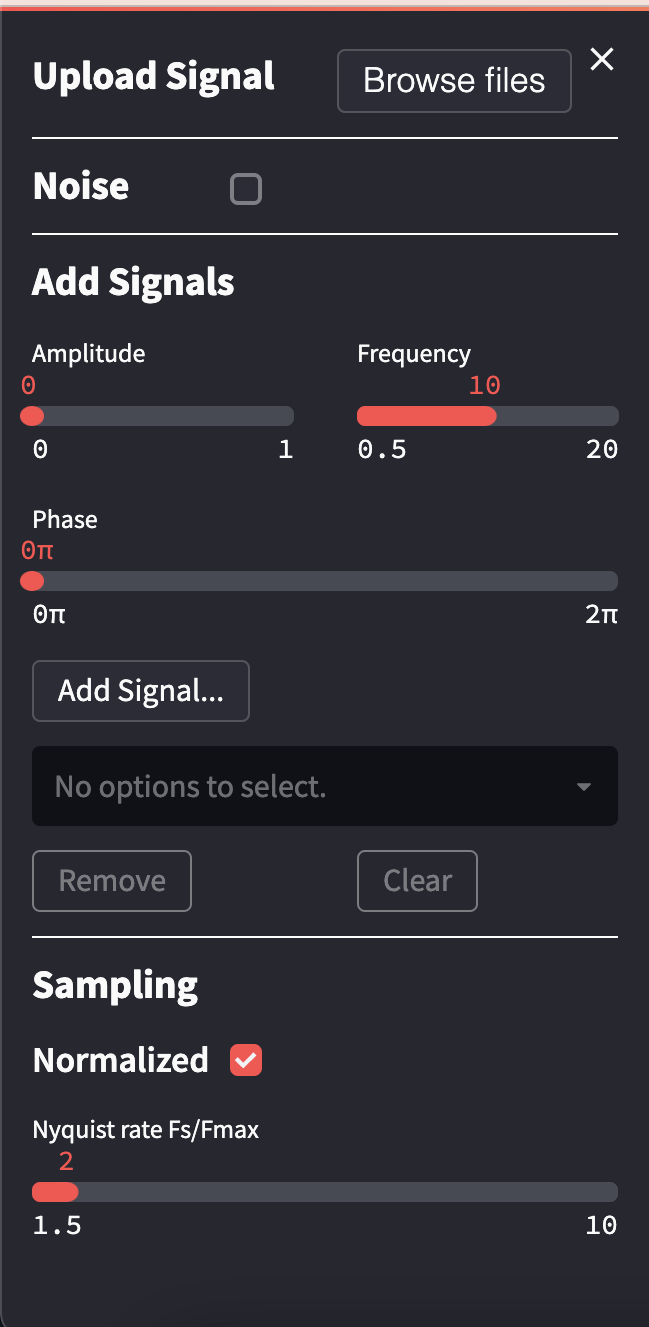 Upload Signal Browse files
Noise
Add Signals
Amplitude Frequency
0 10
0 1 0.5 20
Phase
0π
0π 2π
Add Signal...
No options to select.
Remove Clear
Sampling
Normalized
Nyquist rate Fs/Fmax
2
1.5 10